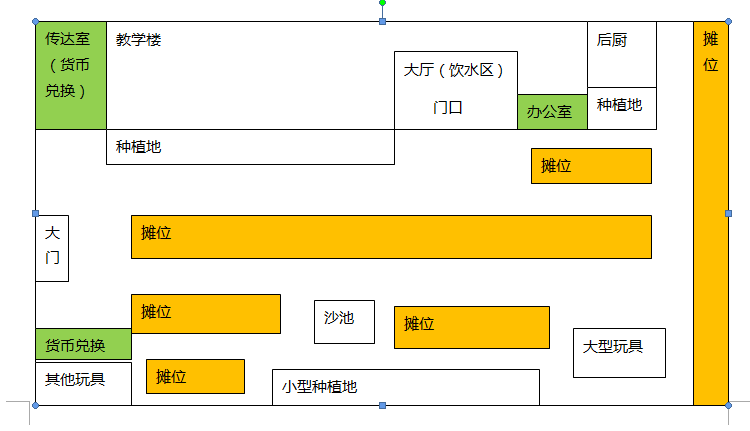 传达室
（货币
兑换）
教学楼
大厅（饮水区）
门口
办公室
后厨
种植地
摊
位
种植地
摊位
大
门
摊位
摊位
沙池
摊位
货币兑换
大型玩具
其他玩具
摊位
小型种植地